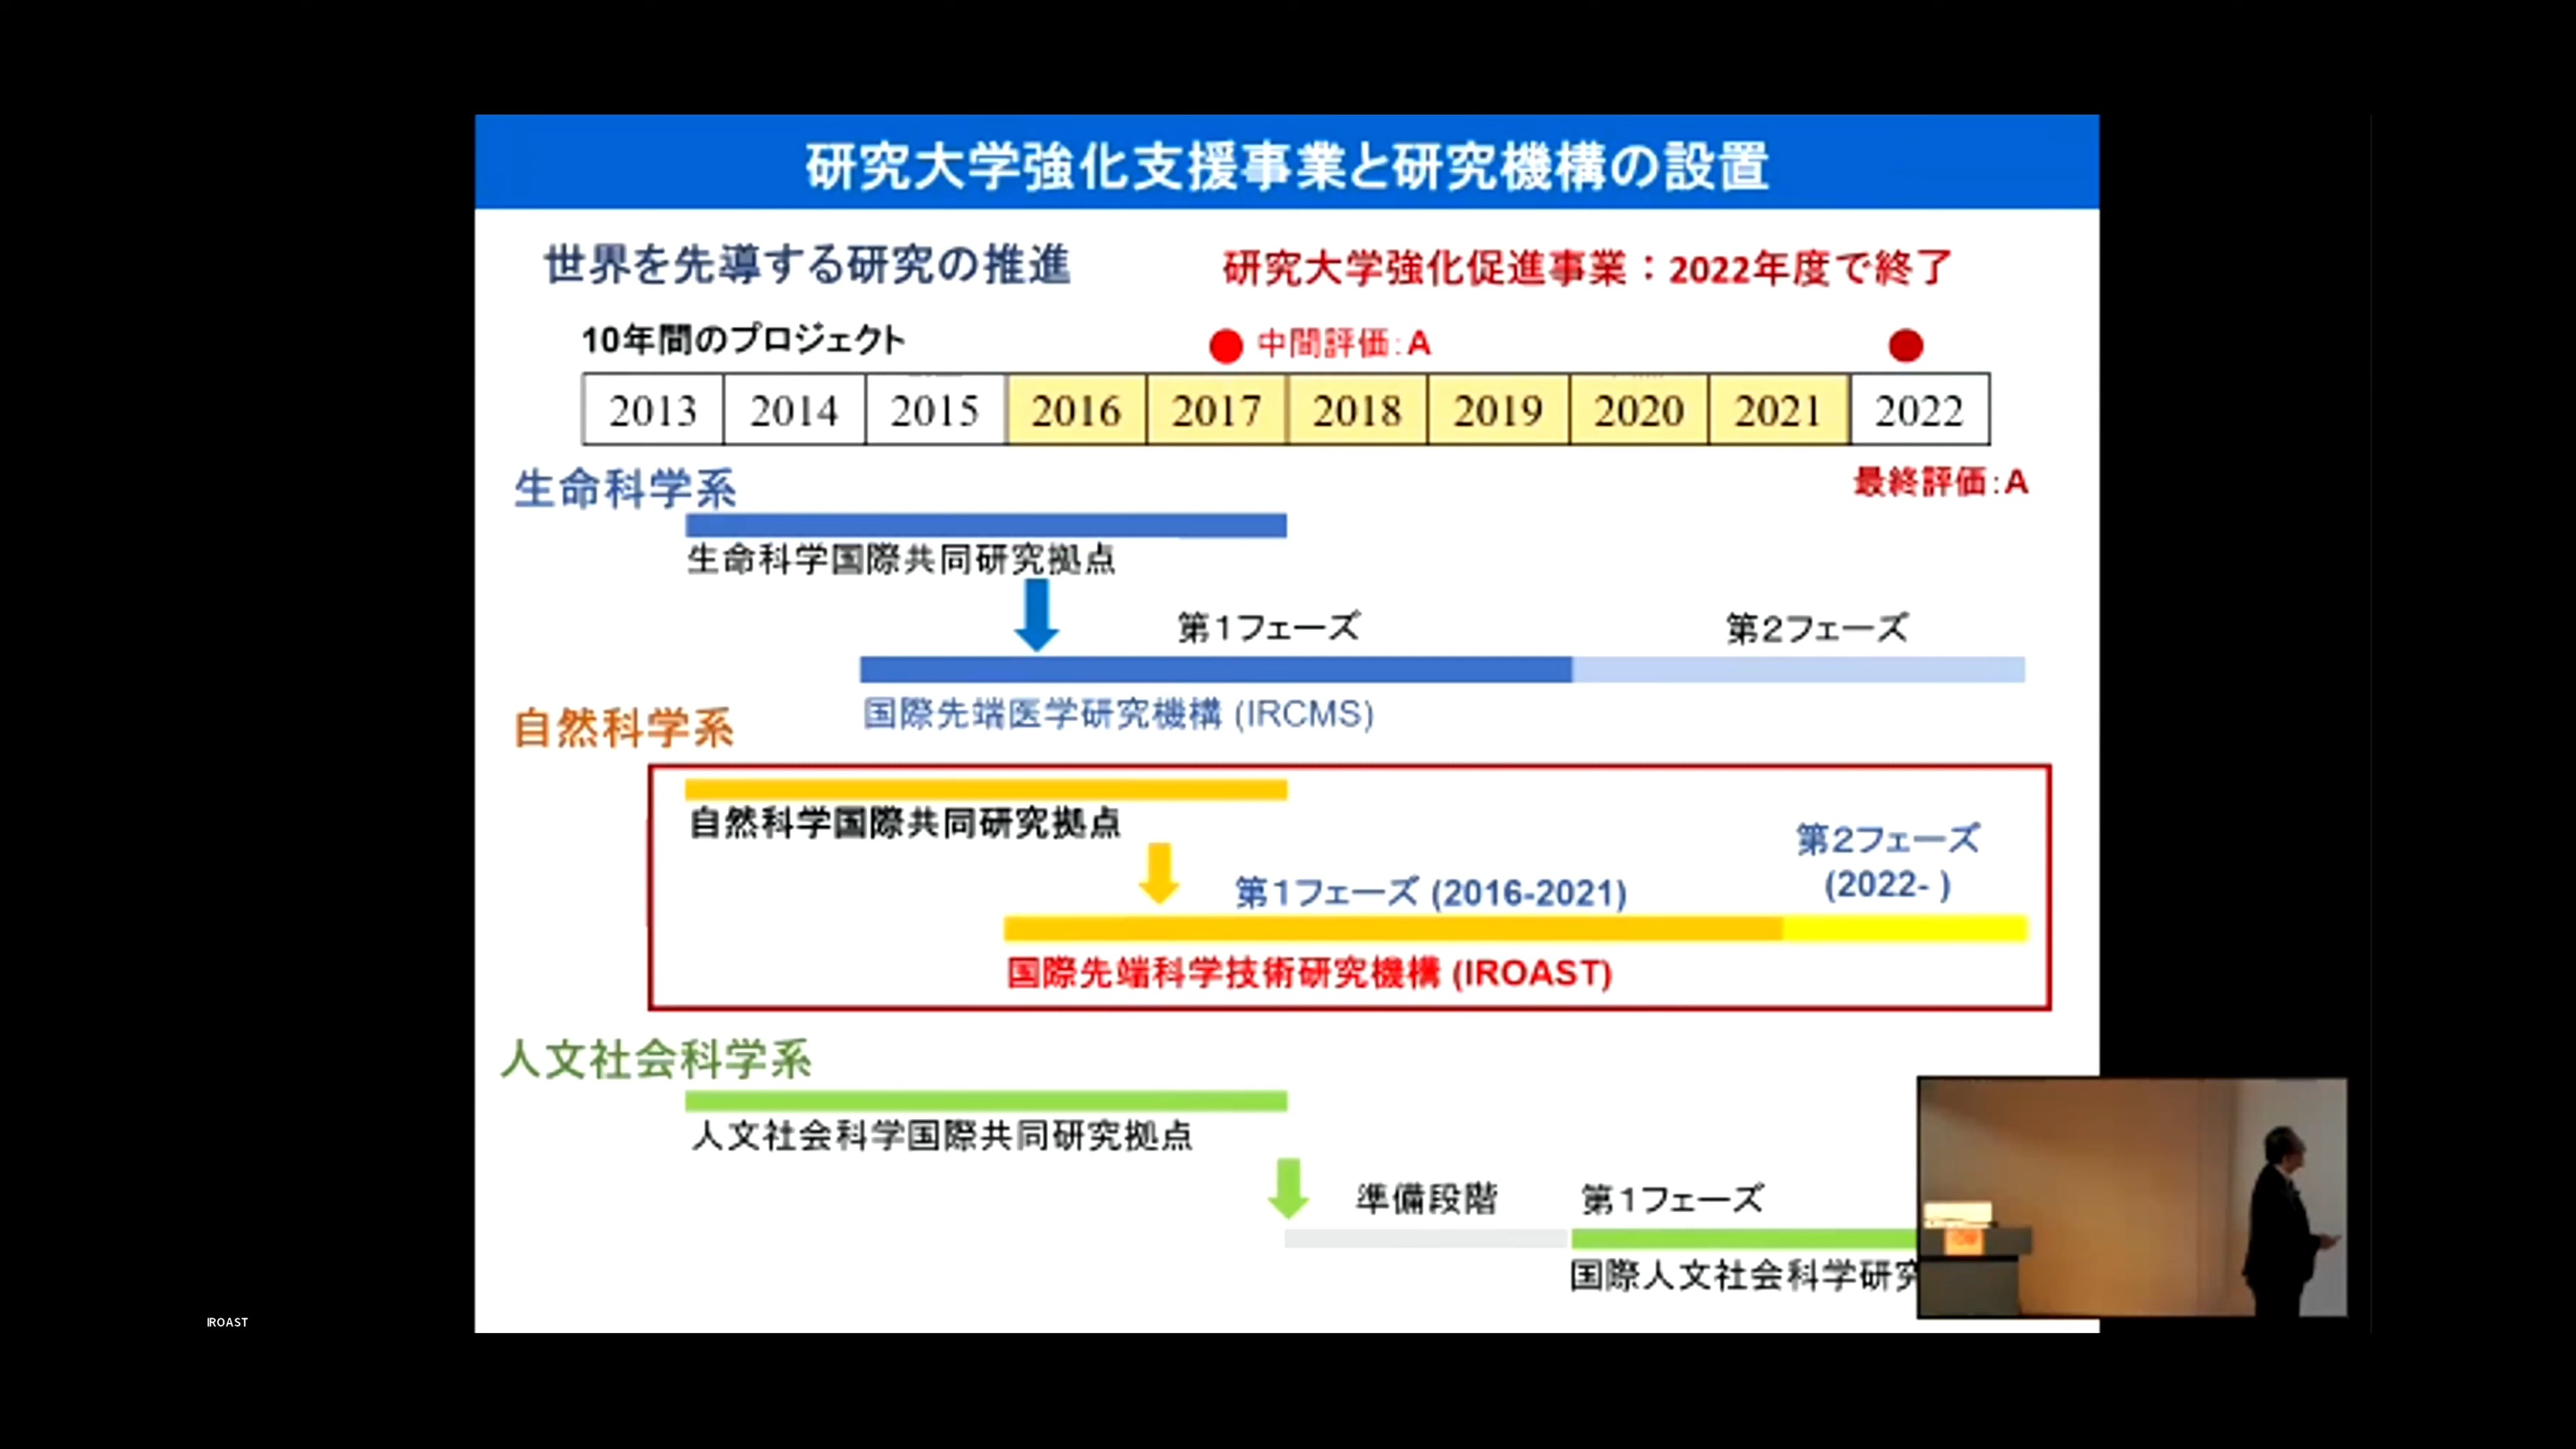 研究大学強化支援事業と研究機構の設置
世界を先導する研究の推進
研究大学強化促進事業：2022年度で終了
10年間のプロジェクト
中間評価：A
2013 2014 2015 2016 2017 2018 2019 2020 2021 2022
最終評価：A
生命科学系
生命科学国際共同研究拠点
第1フェーズ
第2フェーズ
国際先端医学研究機構 (IRCMS)
自然科学系
自然科学国際共同研究拠点
第2フェーズ
(2022- )
第1フェーズ (2016-2021)
国際先端科学技術研究機構 (IROAST)
人文社会科学系
人文社会科学国際共同研究拠点
準備段階
第1フェーズ
国際人文社会科学研究
IROAST